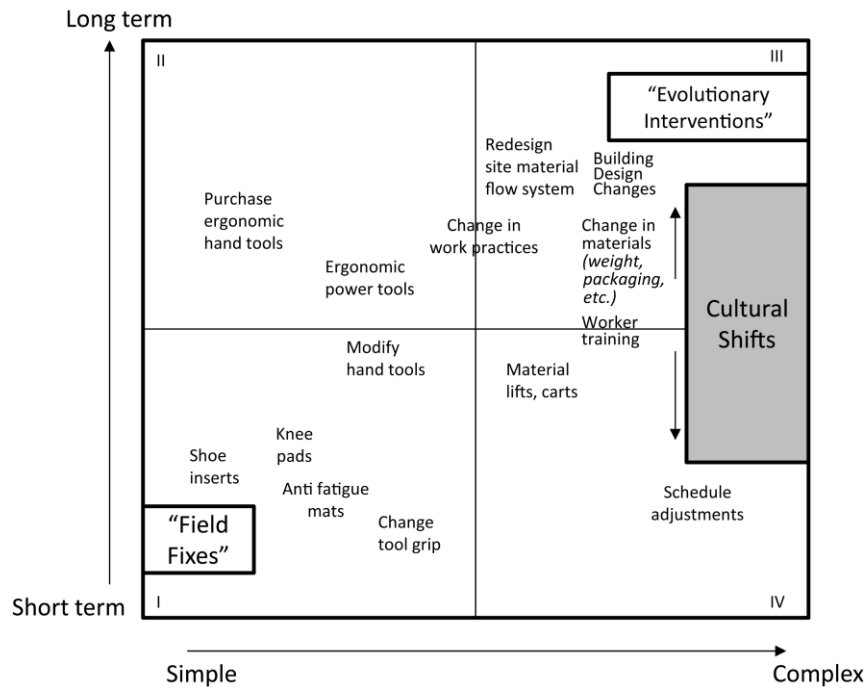 Long term
II
III
“Evolutionary
Interventions”
Redesign
site material
flow system
Building
Design
Changes
Purchase
ergonomic
hand tools
Change in
work practices
Change in
materials
(weight,
packaging,
etc.)
Ergonomic
power tools
Cultural
Shifts
Worker
training
Modify
hand tools
Material
lifts, carts
Knee
pads
Shoe
inserts
Anti fatigue
mats
Schedule
adjustments
“Field
Fixes”
Change
tool grip
Short term
I
IV
Simple
Complex